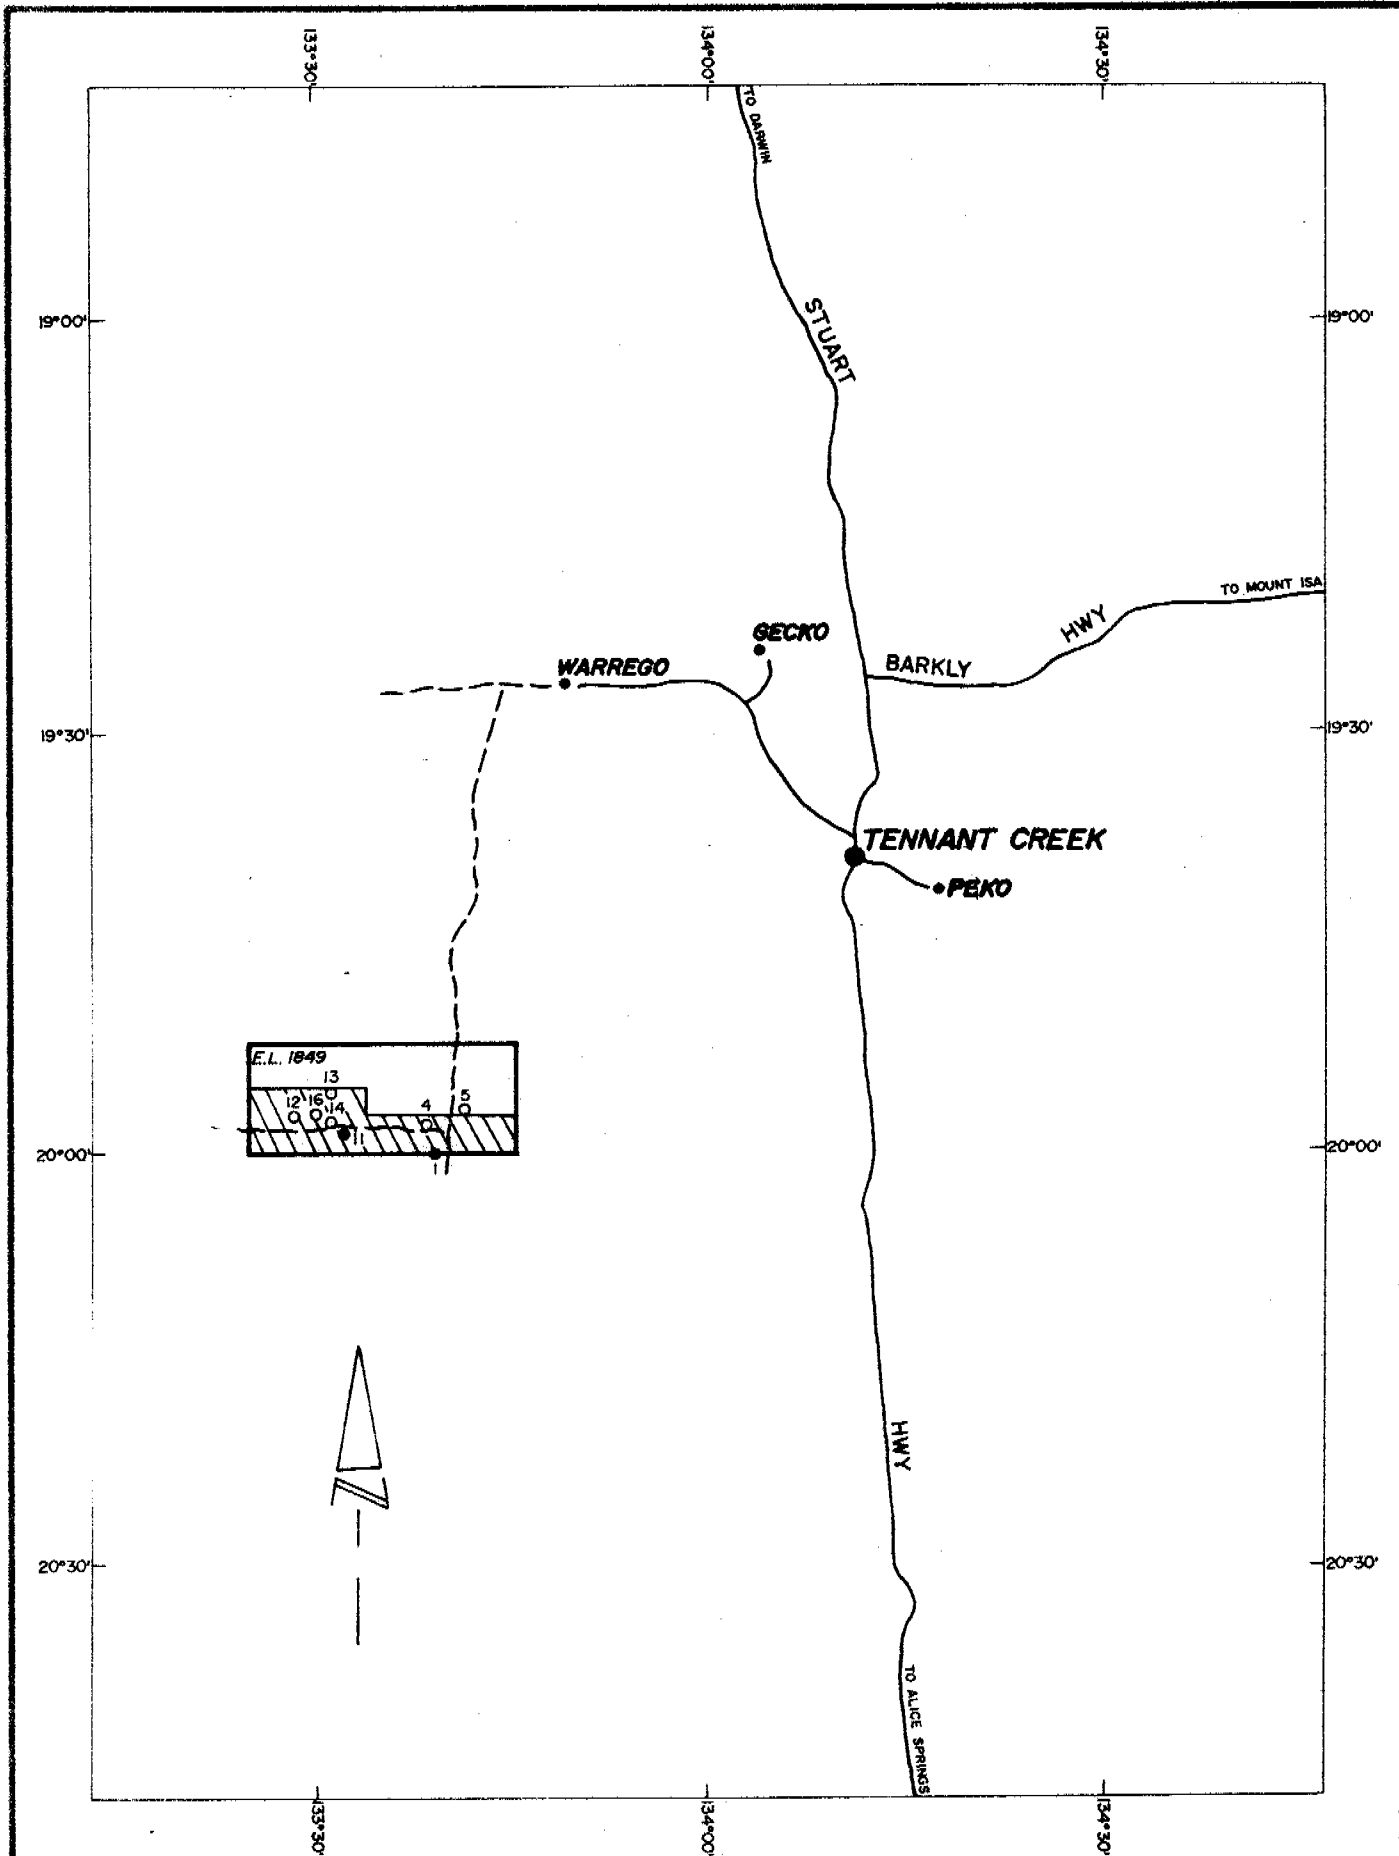 133°30'
134°00'
134°30'
TO DARWIN
STUART
19°00'
19°00'
TO MOUNT ISA
HWY
GECKO
BARKLY
WARREGO
19°30'
19°30'
TENNANT CREEK
PEKO
E.L. 1849
13
12
16
14
4
5
11
1
20°00'
20°00'
HWY
20°30'
20°30'
TO ALICE SPRINGS
133°30'
134°00'
134°30'